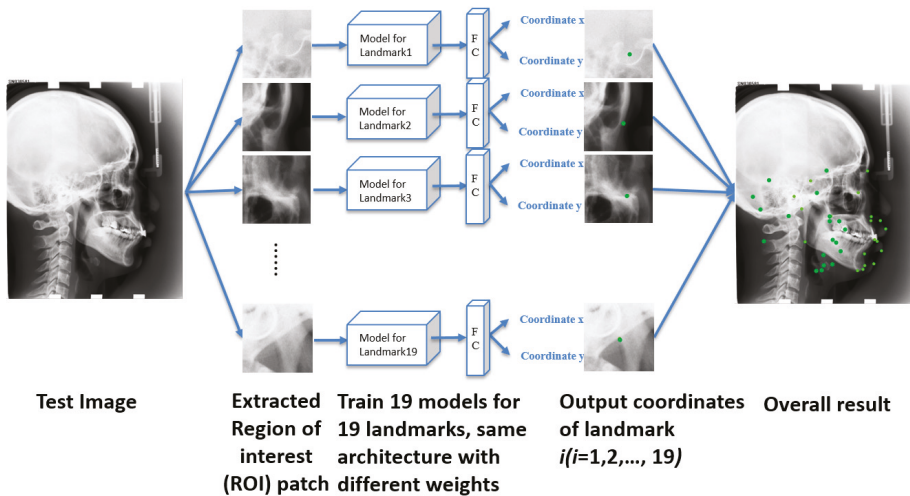 Model for
Landmark1
F
C
Coordinate x
Coordinate y
Model for
Landmark2
F
C
Coordinate x
Coordinate y
Model for
Landmark3
F
C
Coordinate x
Coordinate y
......
Model for
Landmark19
F
C
Coordinate x
Coordinate y
Test Image
Extracted
Region of
interest
(ROI) patch
Train 19 models for
19 landmarks, same
architecture with
different weights
Output coordinates
of landmark
i(i=1,2,..., 19)
Overall result